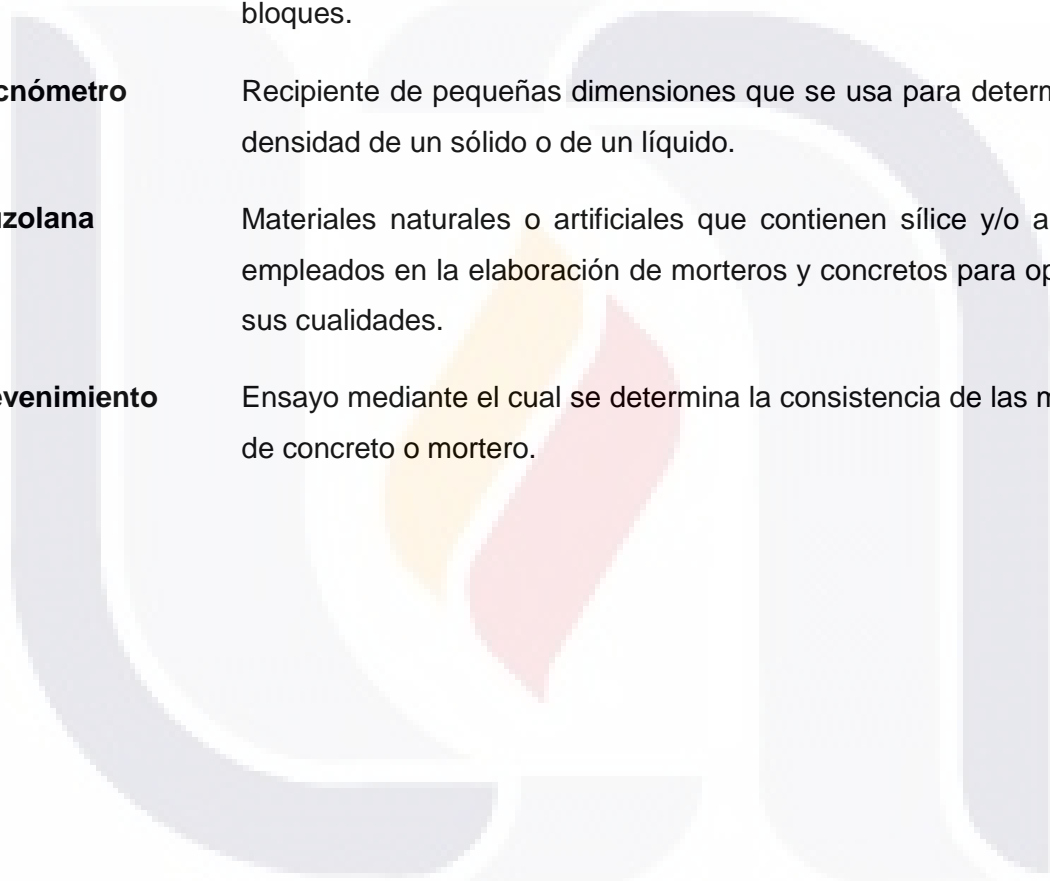 bloques.
cnómetro Recipiente de pequeñas dimensiones que se usa para determ
densidad de un sólido o de un líquido.
uzolana Materiales naturales o artificiales que contienen sílice y/o a
empleados en la elaboración de morteros y concretos para op
sus cualidades.
evenimiento Ensayo mediante el cual se determina la consistencia de las m
de concreto o mortero.